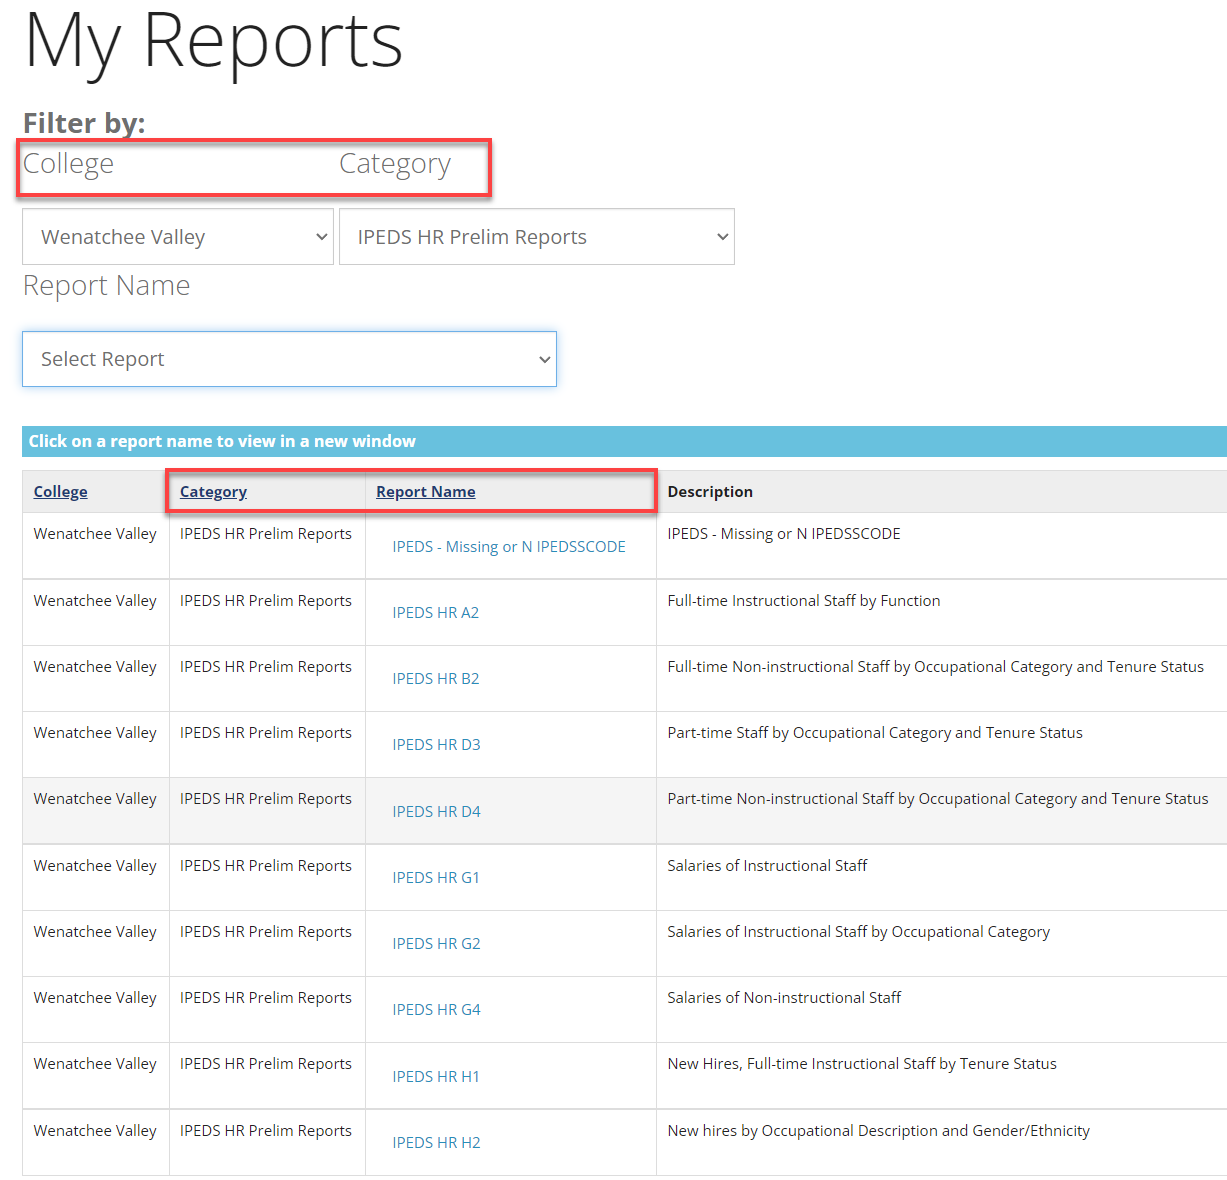 My Reports
Filter by:
College Category
Wenatchee Valley IPEDS HR Prelim Reports
Report Name
Select Report
Click on a report name to view in a new window
College Category Report Name Description
Wenatchee Valley IPEDS HR Prelim Reports IPEDS - Missing or N IPEDSSCODE IPEDS - Missing or N IPEDSSCODE
Wenatchee Valley IPEDS HR Prelim Reports IPEDS HR A2 Full-time Instructional Staff by Function
Wenatchee Valley IPEDS HR Prelim Reports IPEDS HR B2 Full-time Non-instructional Staff by Occupational Category and Tenure Status
Wenatchee Valley IPEDS HR Prelim Reports IPEDS HR D3 Part-time Staff by Occupational Category and Tenure Status
Wenatchee Valley IPEDS HR Prelim Reports IPEDS HR D4 Part-time Non-instructional Staff by Occupational Category and Tenure Status
Wenatchee Valley IPEDS HR Prelim Reports IPEDS HR G1 Salaries of Instructional Staff
Wenatchee Valley IPEDS HR Prelim Reports IPEDS HR G2 Salaries of Instructional Staff by Occupational Category
Wenatchee Valley IPEDS HR Prelim Reports IPEDS HR G4 Salaries of Non-instructional Staff
Wenatchee Valley IPEDS HR Prelim Reports IPEDS HR H1 New Hires, Full-time Instructional Staff by Tenure Status
Wenatchee Valley IPEDS HR Prelim Reports IPEDS HR H2 New hires by Occupational Description and Gender/Ethnicity